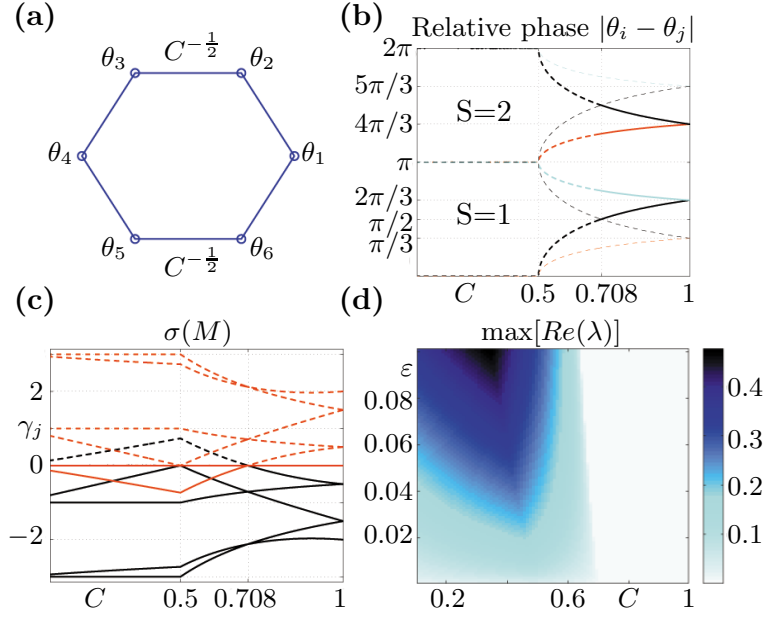 (a)
θ₃ C^{-1/2} θ₂
θ₄ θ₁
θ₅ C^{-1/2} θ₆
(b)
Relative phase |θᵢ − θⱼ|
2π
5π/3
4π/3
π
2π/3
π/2
π/3
S=2
S=1
C 0.5 0.708 1
(c)
σ(M)
2
γⱼ
0
−2
C 0.5 0.708 1
(d)
max[Re(λ)]
ε
0.08
0.06
0.04
0.02
0.2 0.6 C 1
0.4
0.3
0.2
0.1